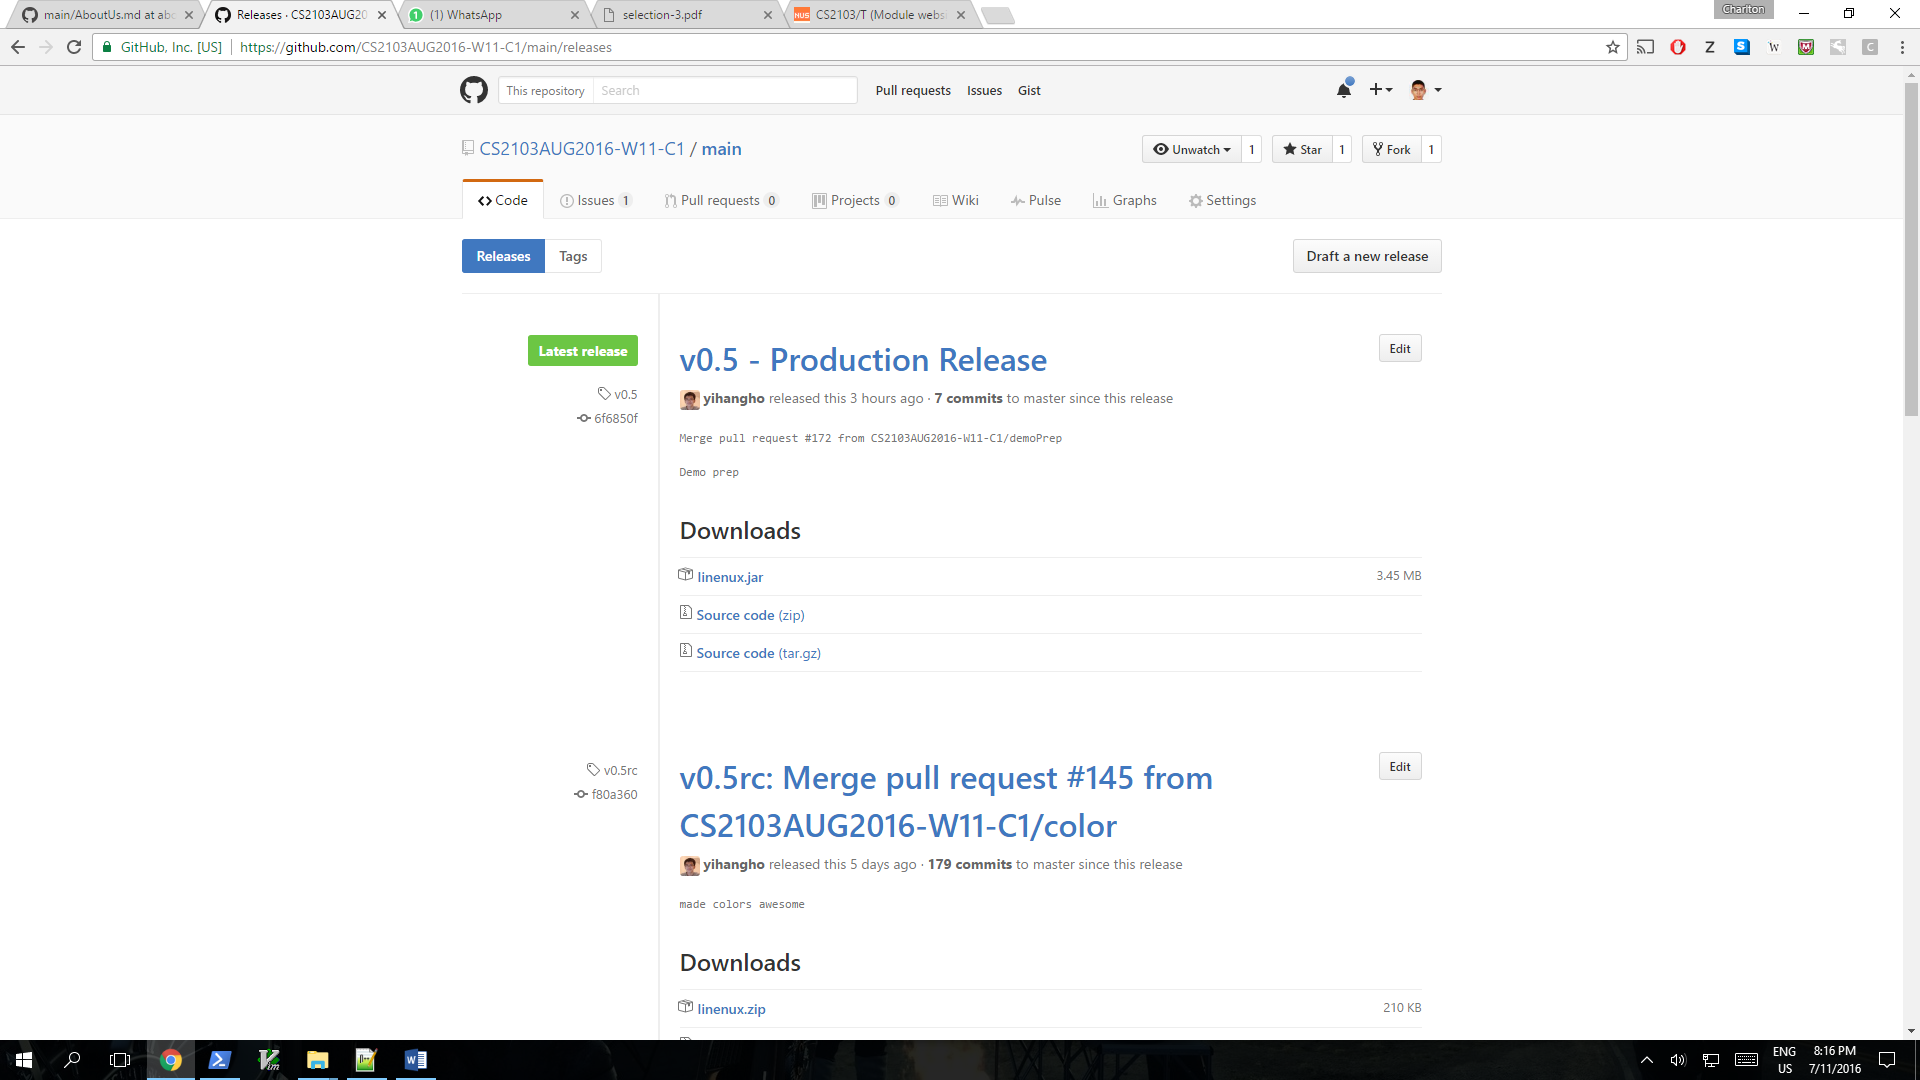 main/AboutUs.md at abo
Releases · CS2103AUG20
(1) WhatsApp
selection-3.pdf
CS2103/T (Module webs
Charlton
GitHub, Inc. [US]
https://github.com/CS2103AUG2016-W11-C1/main/releases
This repository
Search
Pull requests
Issues
Gist
CS2103AUG2016-W11-C1 / main
Unwatch 1
Star 1
Fork 1
Code
Issues 1
Pull requests 0
Projects 0
Wiki
Pulse
Graphs
Settings
Releases
Tags
Draft a new release
Latest release
v0.5
6f6850f
v0.5 - Production Release
Edit
yihangho released this 3 hours ago · 7 commits to master since this release
Merge pull request #172 from CS2103AUG2016-W11-C1/demoPrep
Demo prep
Downloads
linenux.jar
3.45 MB
Source code (zip)
Source code (tar.gz)
v0.5rc
f80a360
v0.5rc: Merge pull request #145 from
CS2103AUG2016-W11-C1/color
Edit
yihangho released this 5 days ago · 179 commits to master since this release
made colors awesome
Downloads
linenux.zip
210 KB
ENG
US
8:16 PM
7/11/2016